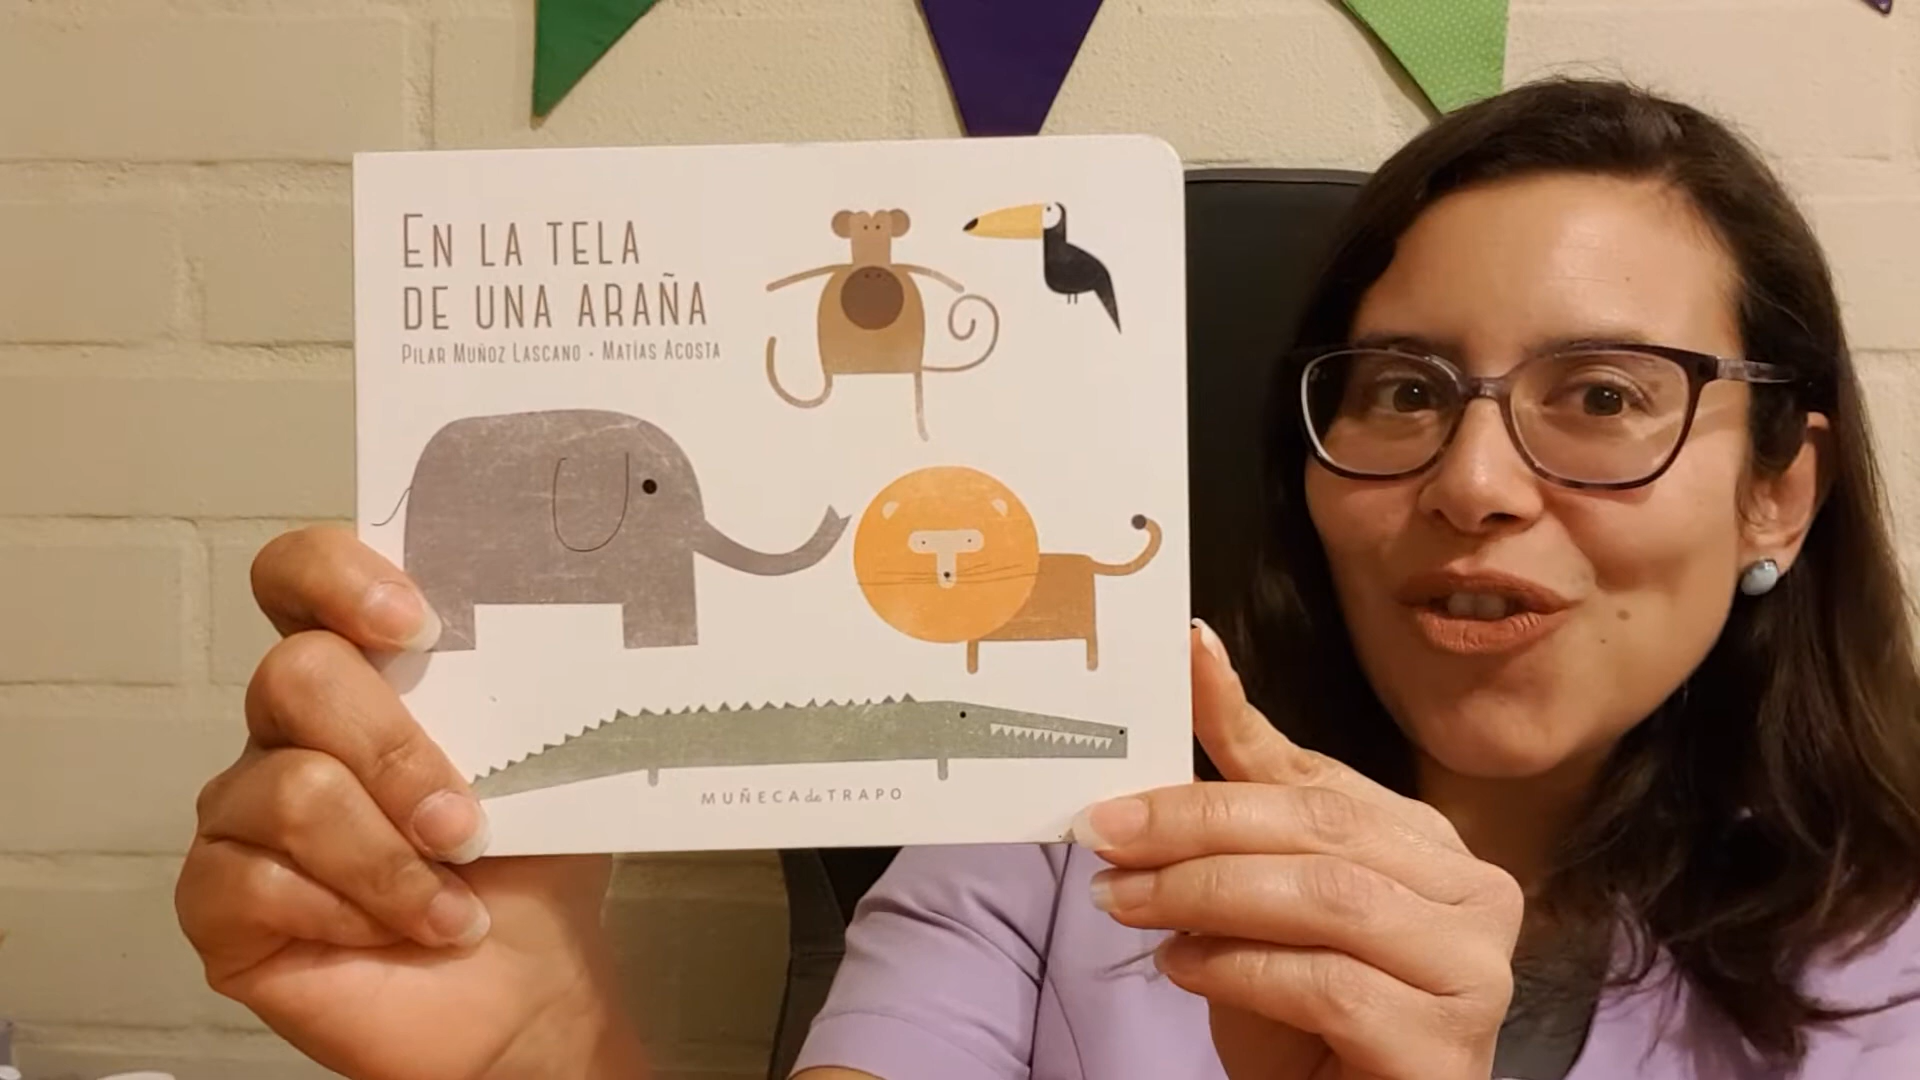 EN LA TELA
DE UNA ARAÑA
PILAR MUÑOZ LASCANO • MATÍAS ACOSTA
MUÑECA de TRAPO